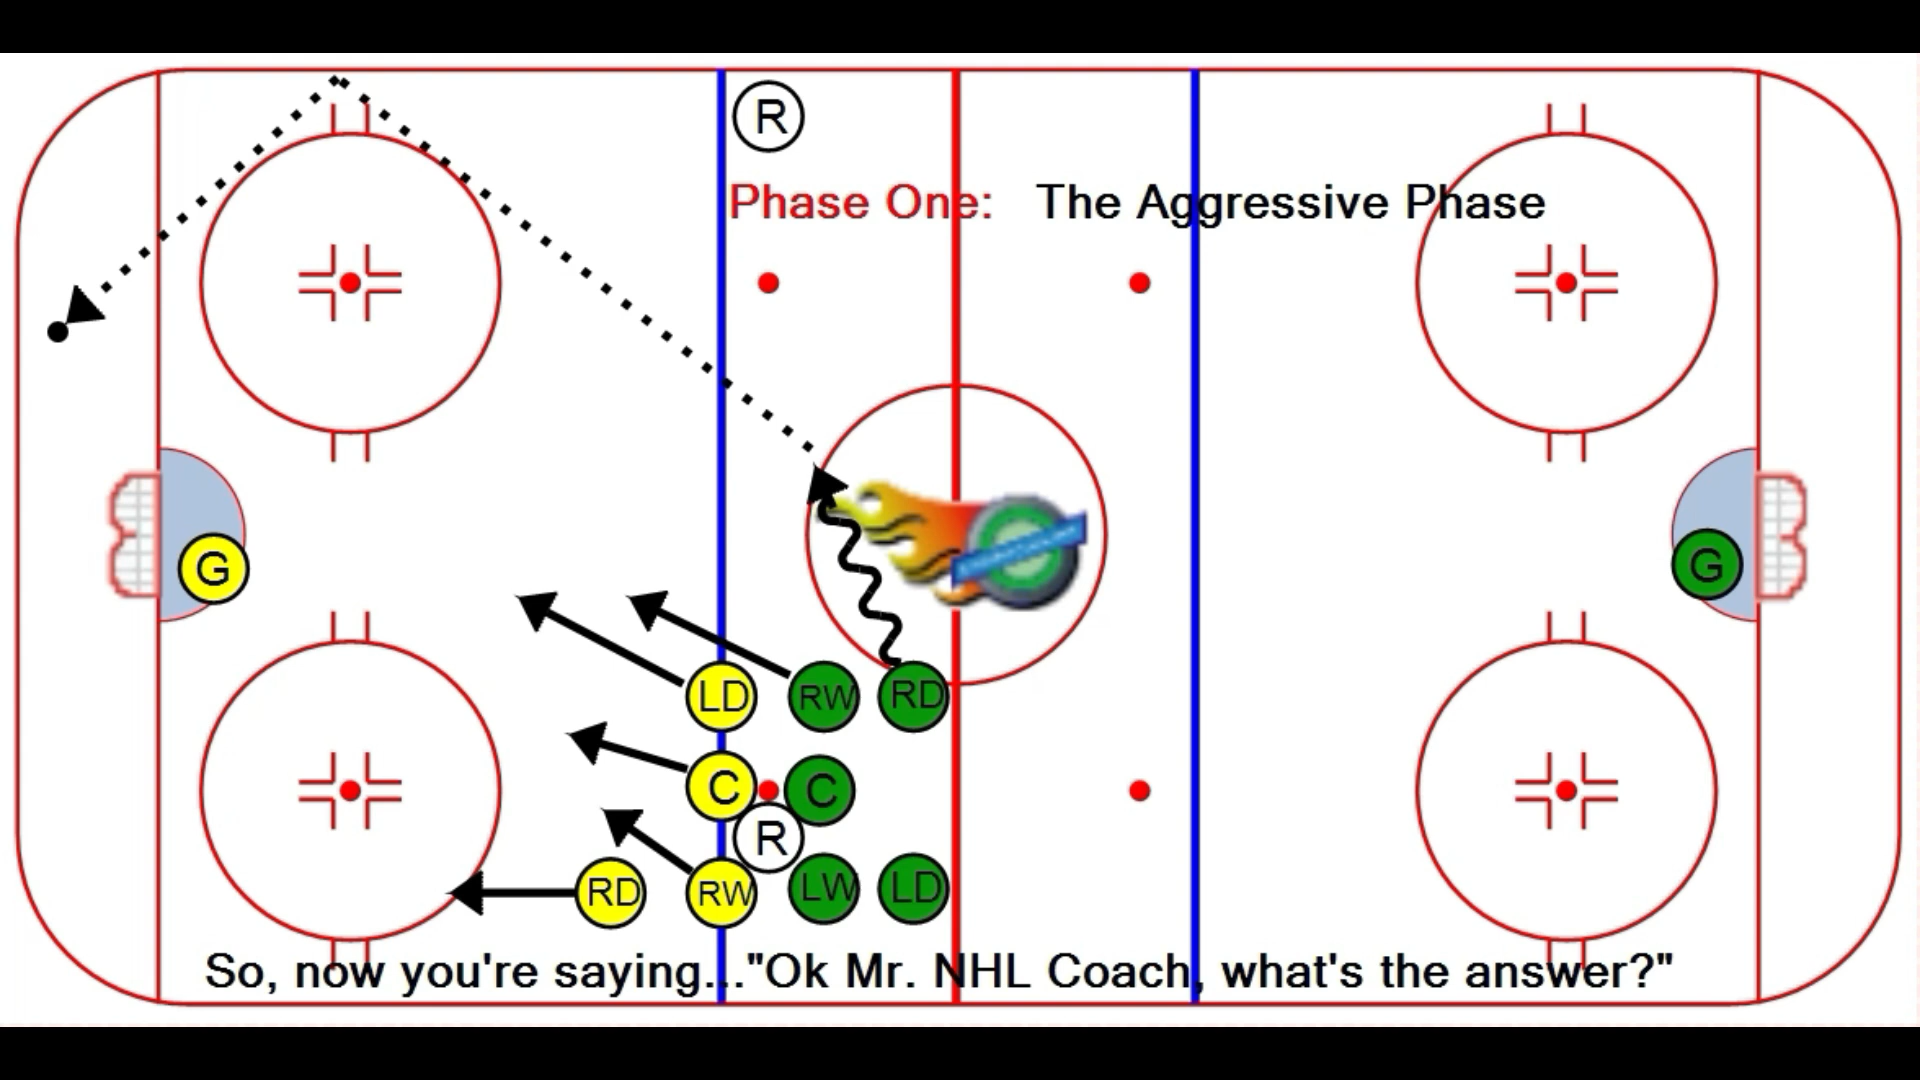 R
Phase One: The Aggressive Phase
G
G
LD RW RD
C C
R
RD RW LW LD
So, now you're saying..."Ok Mr. NHL Coach, what's the answer?"